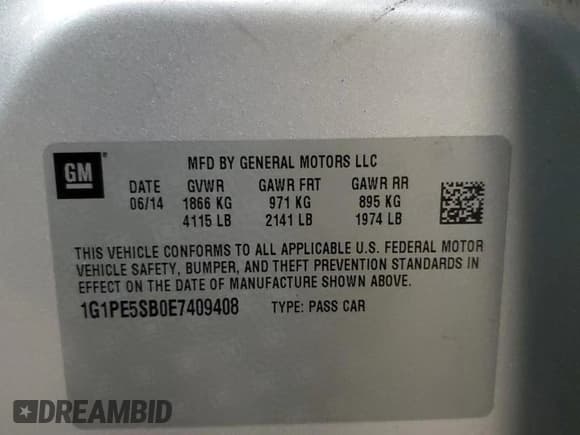 GM ®
MFD BY GENERAL MOTORS LLC
DATE GVWR GAWR FRT GAWR RR
06/14 1866 KG 971 KG 895 KG
4115 LB 2141 LB 1974 LB
THIS VEHICLE CONFORMS TO ALL APPLICABLE U.S. FEDERAL MOTOR
VEHICLE SAFETY, BUMPER, AND THEFT PREVENTION STANDARDS IN
EFFECT ON THE DATE OF MANUFACTURE SHOWN ABOVE.
1G1PE5SB0E7409408 TYPE: PASS CAR
DREAMBID